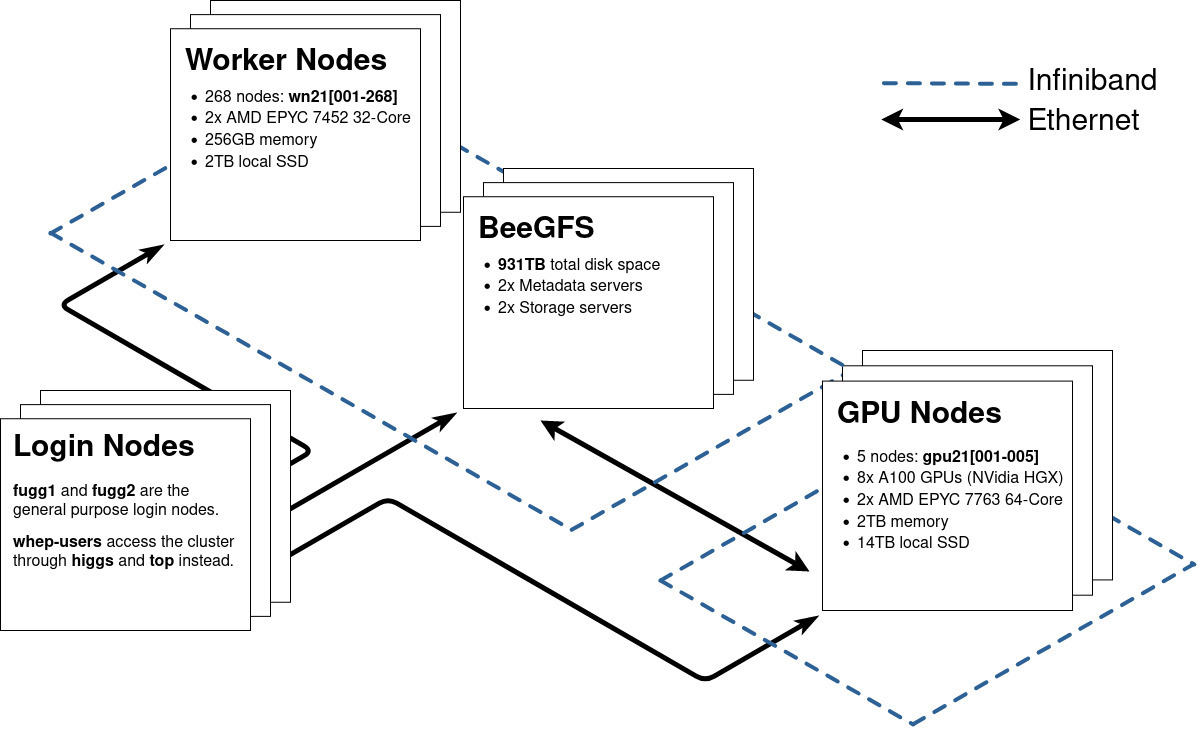 Worker Nodes
• 268 nodes: wn21[001-268]
• 2x AMD EPYC 7452 32-Core
• 256GB memory
• 2TB local SSD
Infiniband
Ethernet
BeeGFS
• 931TB total disk space
• 2x Metadata servers
• 2x Storage servers
GPU Nodes
• 5 nodes: gpu21[001-005]
• 8x A100 GPUs (NVidia HGX)
• 2x AMD EPYC 7763 64-Core
• 2TB memory
• 14TB local SSD
Login Nodes
fugg1 and fugg2 are the
general purpose login nodes.
whep-users access the cluster
through higgs and top instead.